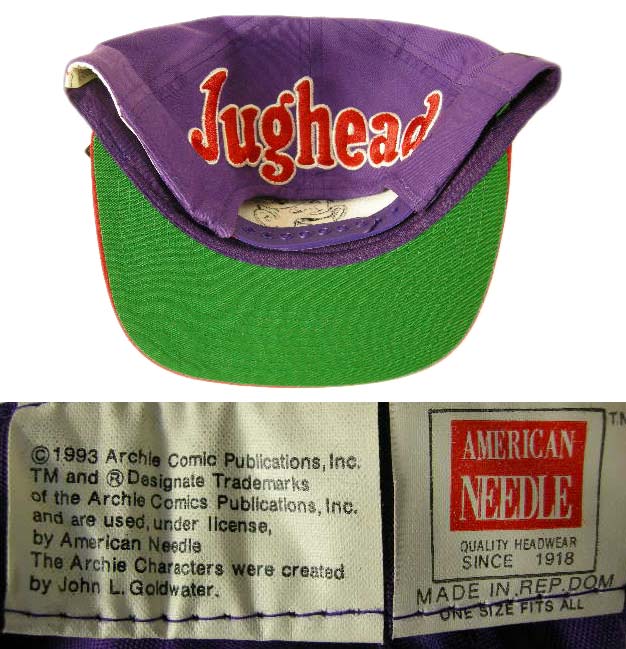 Jughead
©1993 Archie Comic Publications, Inc.
TM and ® Designate Trademarks
of the Archie Comics Publications, Inc.
and are used, under license,
by American Needle
The Archie Characters were created
by John L. Goldwater.
TM
AMERICAN
NEEDLE
QUALITY HEADWEAR
SINCE 1918
MADE IN REP. DOM
ONE SIZE FITS ALL